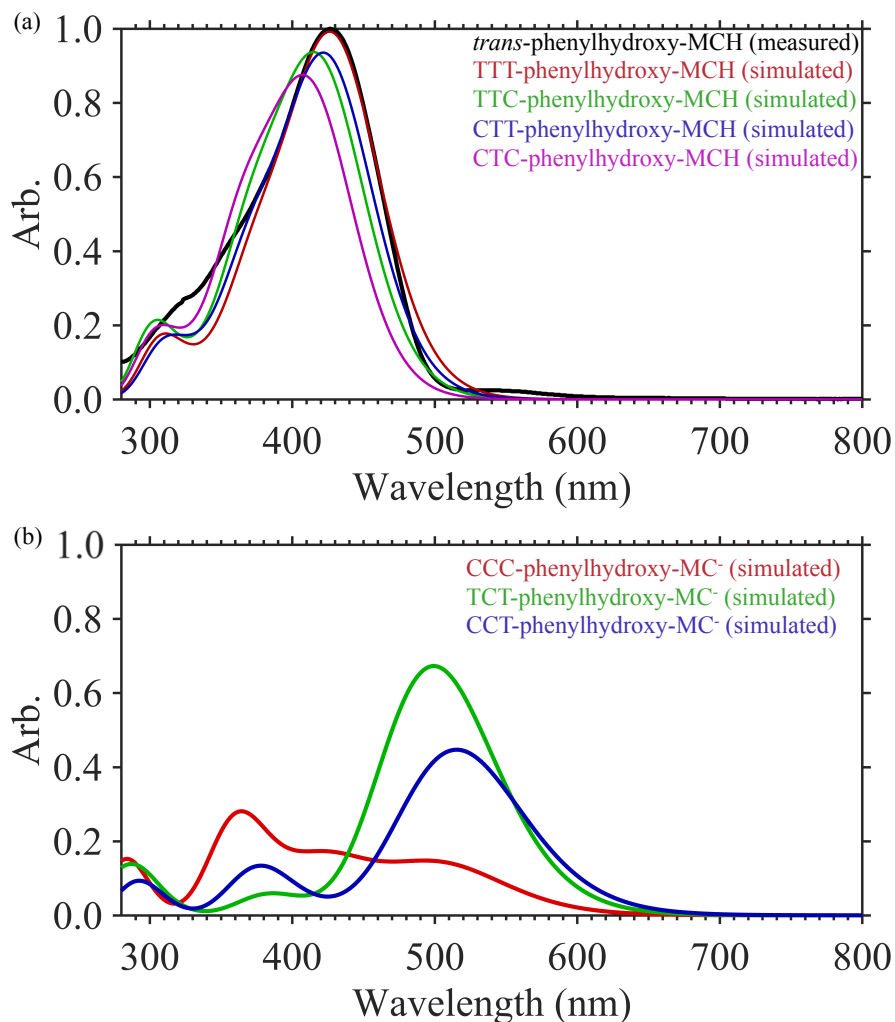 (a)
1.0
trans-phenylhydroxy-MCH (measured)
TTT-phenylhydroxy-MCH (simulated)
0.8
TTC-phenylhydroxy-MCH (simulated)
CTT-phenylhydroxy-MCH (simulated)
CTC-phenylhydroxy-MCH (simulated)
0.6
Arb.
0.4
0.2
0.0
300 400 500 600 700 800
Wavelength (nm)
(b)
1.0
CCC-phenylhydroxy-MC- (simulated)
TCT-phenylhydroxy-MC- (simulated)
0.8
CCT-phenylhydroxy-MC- (simulated)
0.6
Arb.
0.4
0.2
0.0
300 400 500 600 700 800
Wavelength (nm)